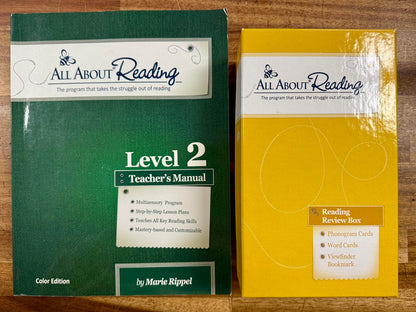 All About® Reading
The program that takes the struggle out of reading
Level 2
Teacher's Manual
Multisensory Program
Step-by-Step Lesson Plans
Teaches All Key Reading Skills
Mastery-based and Customizable
Color Edition
by Marie Rippel
All About® Reading
The program that takes the struggle out of reading
Reading
Review Box
Phonogram Cards
Word Cards
Viewfinder
Bookmark